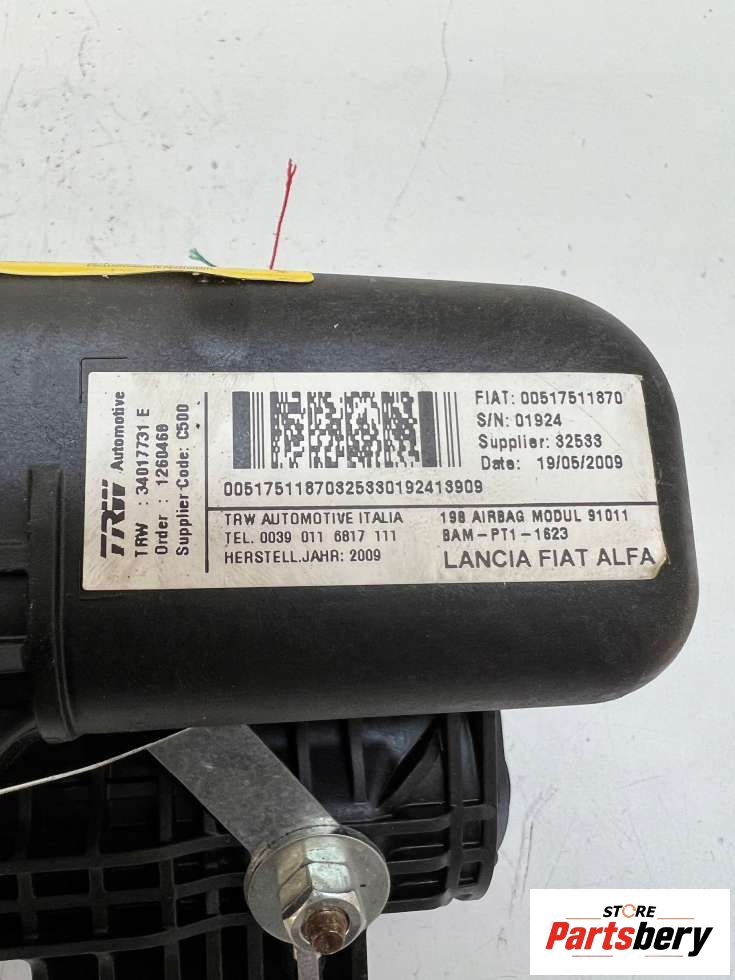 TRW Automotive
TRW : 34017731 E
Order : 1260460
Supplier Code: C500
FIAT: 00517511870
S/N: 01924
Supplier: 32533
Date: 19/05/2009
00517511870325330192413909
TRW AUTOMOTIVE ITALIA
TEL. 0039 011 6817 111
HERSTELL.JAHR: 2009
198 AIRBAG MODUL 91011
BAM-PT1-1623
LANCIA FIAT ALFA
STORE
Partsbery